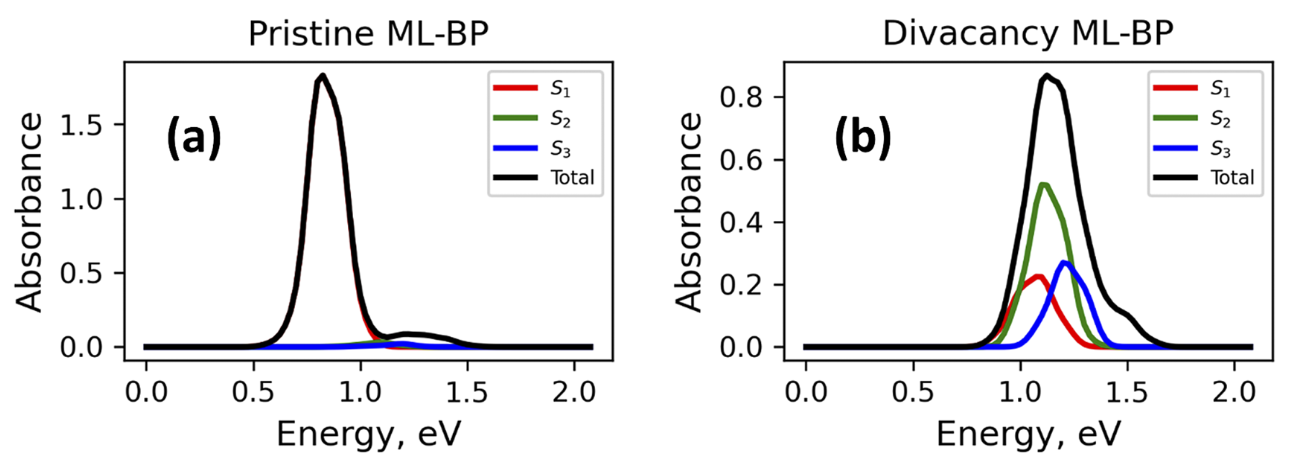 Pristine ML-BP
(a)
S₁
S₂
S₃
Total
Absorbance
1.5
1.0
0.5
0.0
0.0 0.5 1.0 1.5 2.0
Energy, eV
Divacancy ML-BP
(b)
S₁
S₂
S₃
Total
Absorbance
0.8
0.6
0.4
0.2
0.0
0.0 0.5 1.0 1.5 2.0
Energy, eV